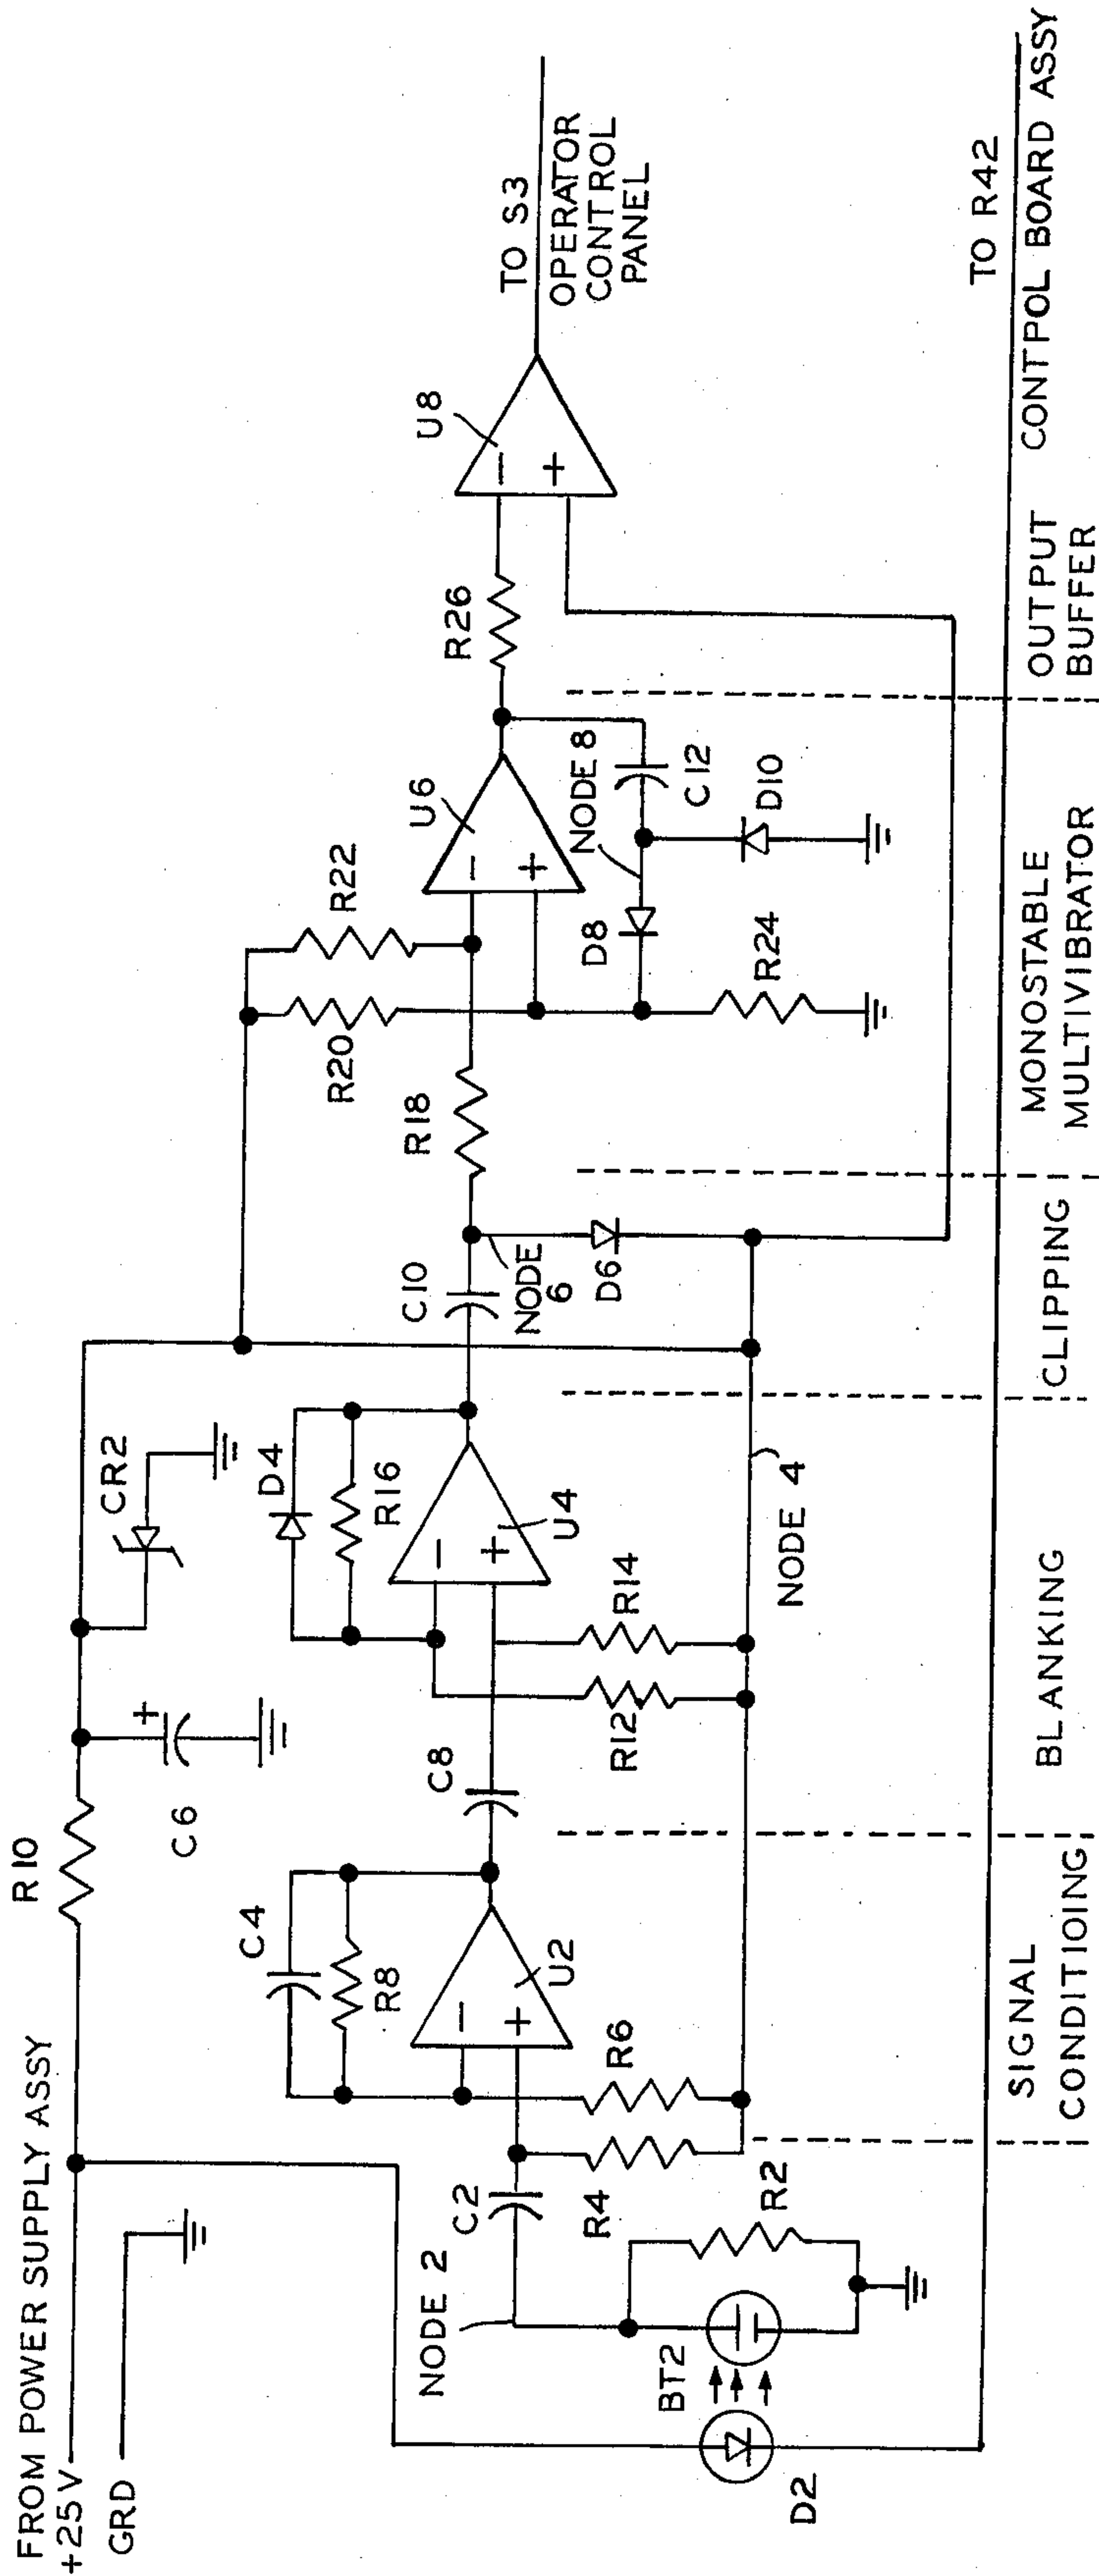 FROM POWER SUPPLY ASSY
+25V
GRD
R10
C6
+
CR2
C4
R8
D4
R16
C8
C10
R18
R20
R22
U6
R26
U8
TO S3
OPERATOR
CONTROL
PANEL
−
+
U2
−
+
U4
−
+
−
+
NODE 2
C2
R4
R6
R12
R14
NODE
6
D6
D8
NODE 8
C12
D10
R24
BT2
R2
D2
NODE 4
TO R42
CONTPOL BOARD ASSY
SIGNAL
CONDITIOING
BLANKING
CLIPPING
MONOSTABLE
MULTIVIBRATOR
OUTPUT
BUFFER